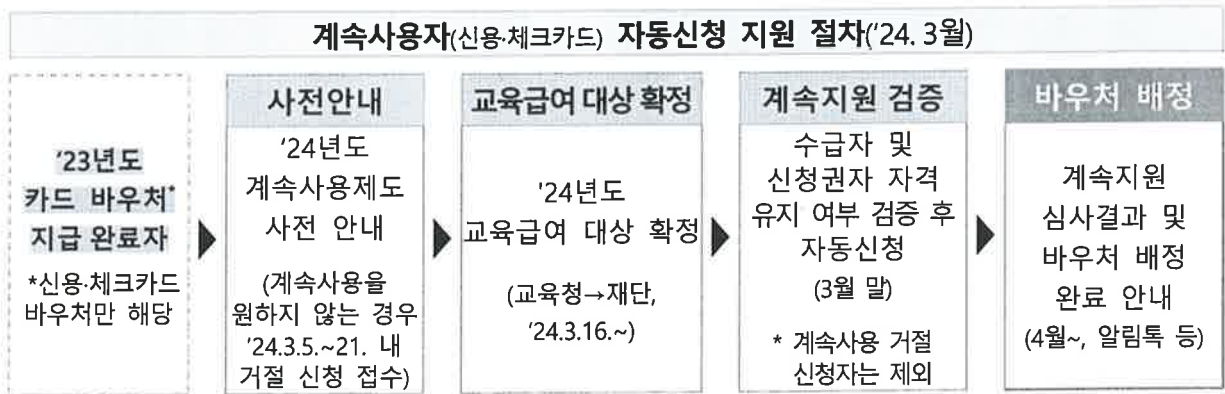 계속사용자(신용·체크카드) 자동신청 지원 절차('24. 3월)
'23년도
카드 바우처*
지급 완료자
*신용·체크카드
바우처만 해당
사전안내
'24년도
계속사용제도
사전 안내
(계속사용을
원하지 않는 경우
'24.3.5.~21. 내
거절 신청 접수)
교육급여 대상 확정
'24년도
교육급여 대상 확정
(교육청→재단,
'24.3.16.~)
계속지원 검증
수급자 및
신청권자 자격
유지 여부 검증 후
자동신청
(3월 말)
* 계속사용 거절
신청자는 제외
바우처 배정
계속지원
심사결과 및
바우처 배정
완료 안내
(4월~, 알림톡 등)